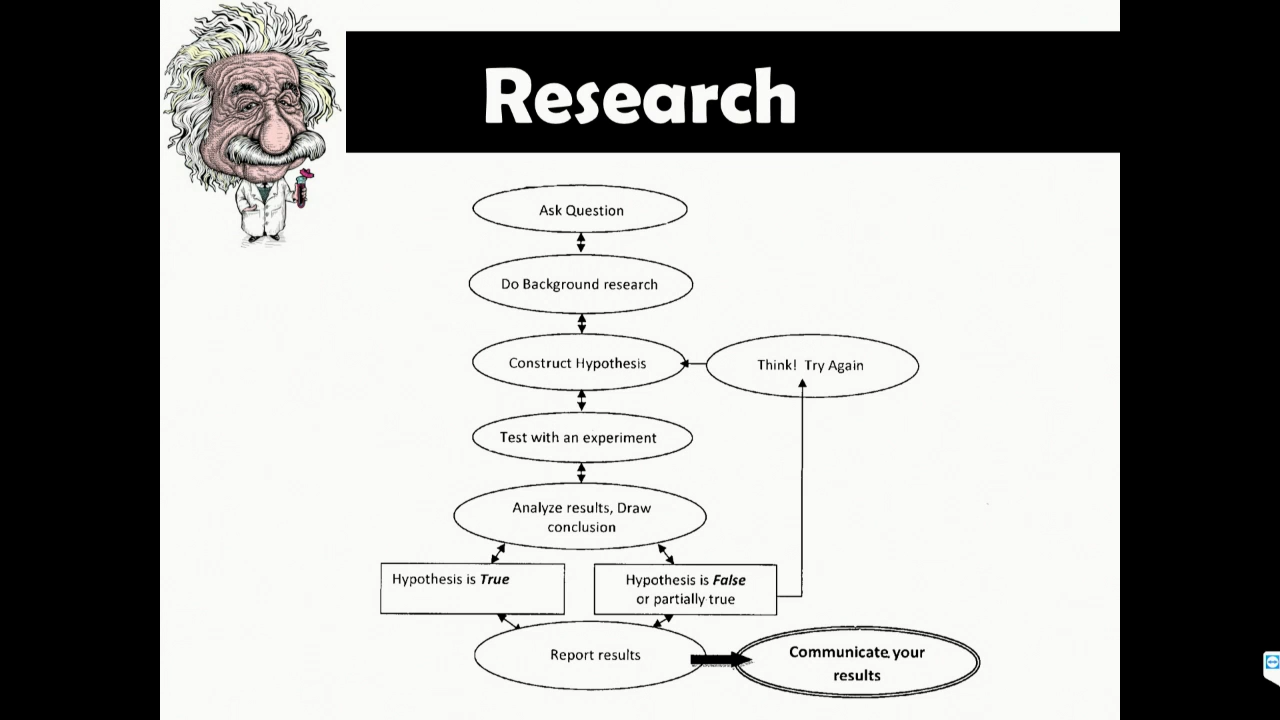 Research
Ask Question
Do Background research
Construct Hypothesis
Think! Try Again
Test with an experiment
Analyze results, Draw
conclusion
Hypothesis is True
Hypothesis is False
or partially true
Report results
Communicate your
results